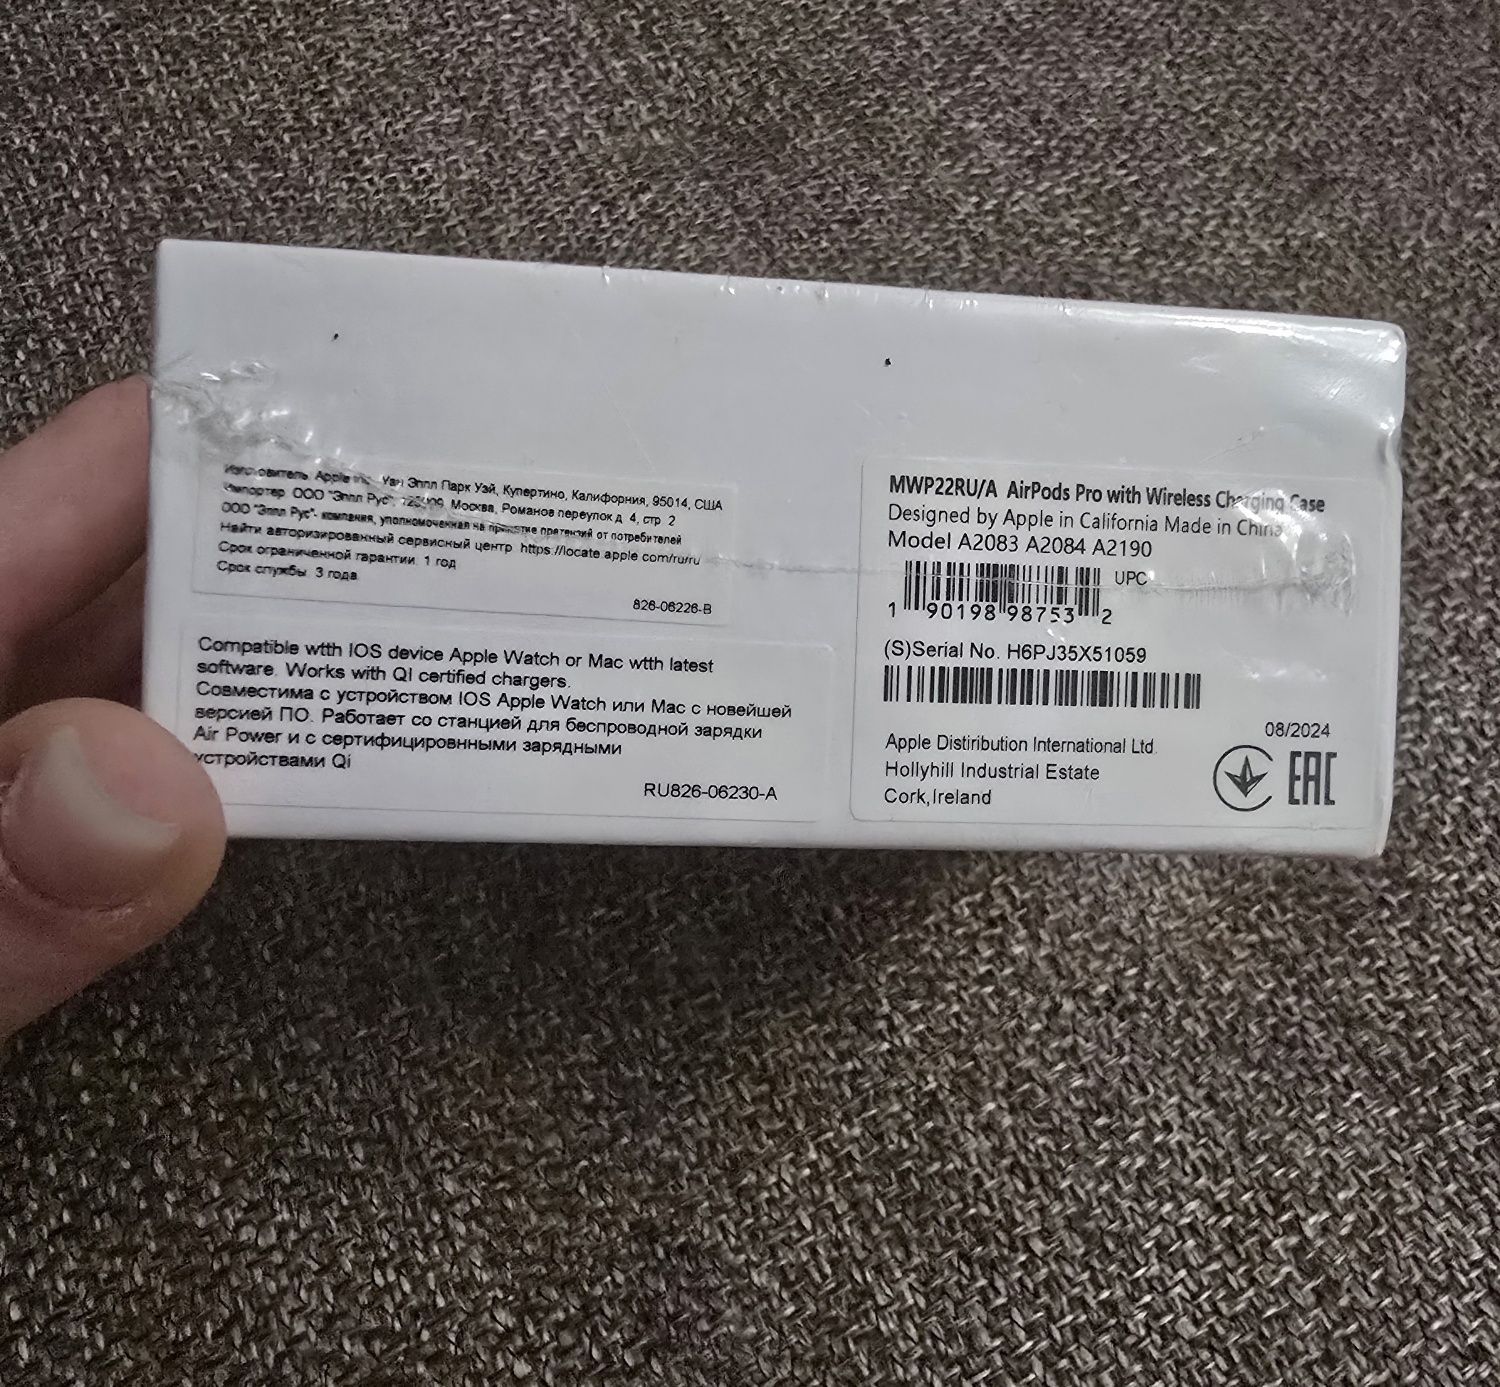 Изготовитель Apple Inc., Уан Эппл Парк Уэй, Купертино, Калифорния, 95014, США
Импортер ООО "Эппл Рус", Москва, Романов переулок д. 4, стр. 2
ООО "Эппл Рус"- компания, уполномоченная на принятие претензий от потребителей
Найти авторизированный сервисный центр https://locate.apple.com/ru/ru
Срок ограниченной гарантии: 1 год
Срок службы: 3 года
826-06226-B
Compatible wtth IOS device Apple Watch or Mac wtth latest
software. Works with QI certified chargers.
Совместима с устройством IOS Apple Watch или Mac с новейшей
версией ПО. Работает со станцией для беспроводной зарядки
Air Power и с сертифицировнными зарядными
устройствами Qi
RU826-06230-A
MWP22RU/A AirPods Pro with Wireless Charging Case
Designed by Apple in California Made in China
Model A2083 A2084 A2190
UPC
1 90198 98753 2
(S)Serial No. H6PJ35X51059
08/2024
Apple Distiribution International Ltd.
Hollyhill Industrial Estate
Cork,Ireland
EAC